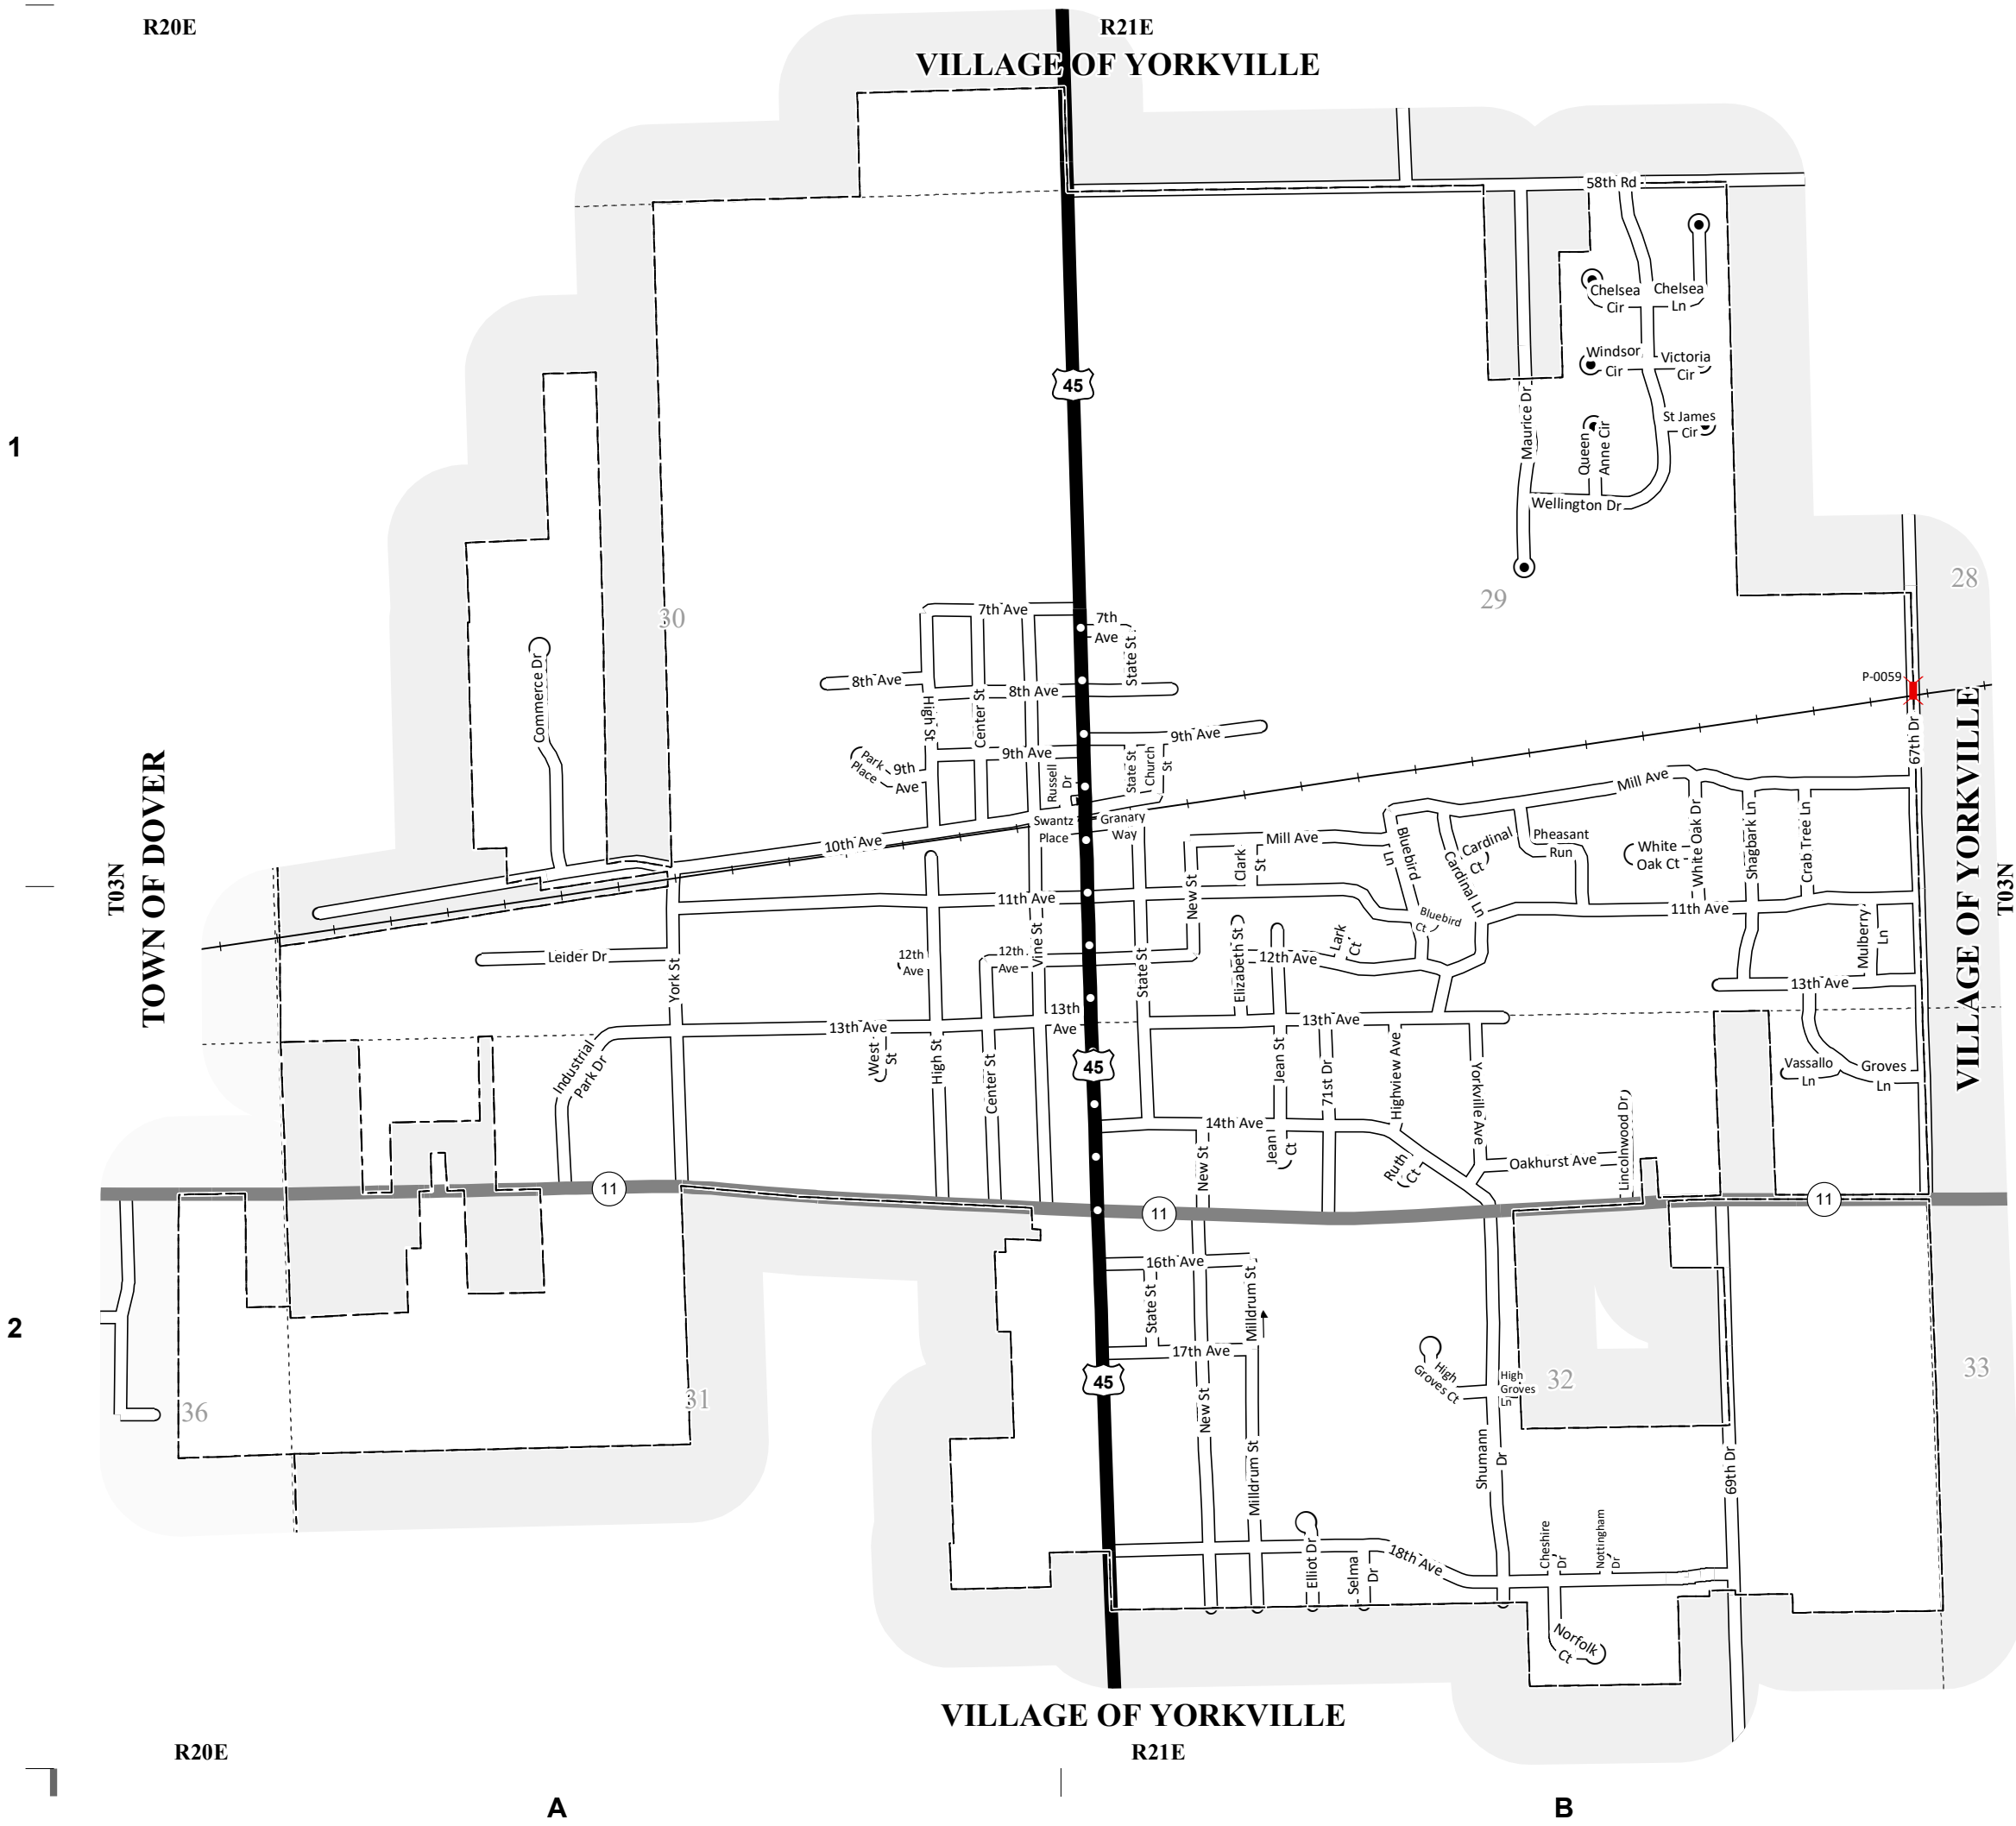 R20E
R21E
VILLAGE OF YORKVILLE
58th Rd
Chelsea
Cir
Chelsea
Ln
Windsor
Cir
Victoria
Cir
45
Maurice Dr
St James
Cir
Queen
Anne Cir
1
Wellington Dr
28
29
30
7th Ave
7th
Ave
State St
Commerce Dr
8th Ave
8th Ave
High St
Center St
P-0059
67th Dr
9th Ave
9th Ave
Park
Place
9th
Ave
Russell
Dr
State St
Church
St
Mill Ave
Swantz
Place
Granary
Way
10th Ave
Mill Ave
Clark
St
Bluebird
Ln
Cardinal
Ct
Cardinal Ln
Pheasant
Run
White
Oak Ct
White Oak Dr
Shagbark Ln
Crab Tree Ln
TOWN OF DOVER
T03N
VILLAGE OF YORKVILLE
T03N
11th Ave
New St
Bluebird
Ct
11th Ave
Mulberry
Ln
Leider Dr
York St
12th
Ave
12th
Ave
Vine St
State St
Elizabeth St
12th Ave
Lark
Ct
13th Ave
13th Ave
13th
Ave
13th Ave
Industrial
Park Dr
West
St
High St
Center St
45
Jean St
71st Dr
Highview Ave
Yorkville Ave
Vassallo
Ln
Groves
Ln
14th Ave
Lincolnwood Dr
New St
Jean
Ct
Ruth
Ct
Oakhurst Ave
11
11
11
16th Ave
State St
Milldrum St
2
17th Ave
45
High
Groves Ct
High
Groves
Ln
32
33
36
31
New St
Milldrum St
Shumann
Dr
69th Dr
Elliot Dr
Selma
Dr
18th Ave
Cheshire
Dr
Nottingham
Dr
Norfolk
Ct
VILLAGE OF YORKVILLE
R20E
R21E
A
B